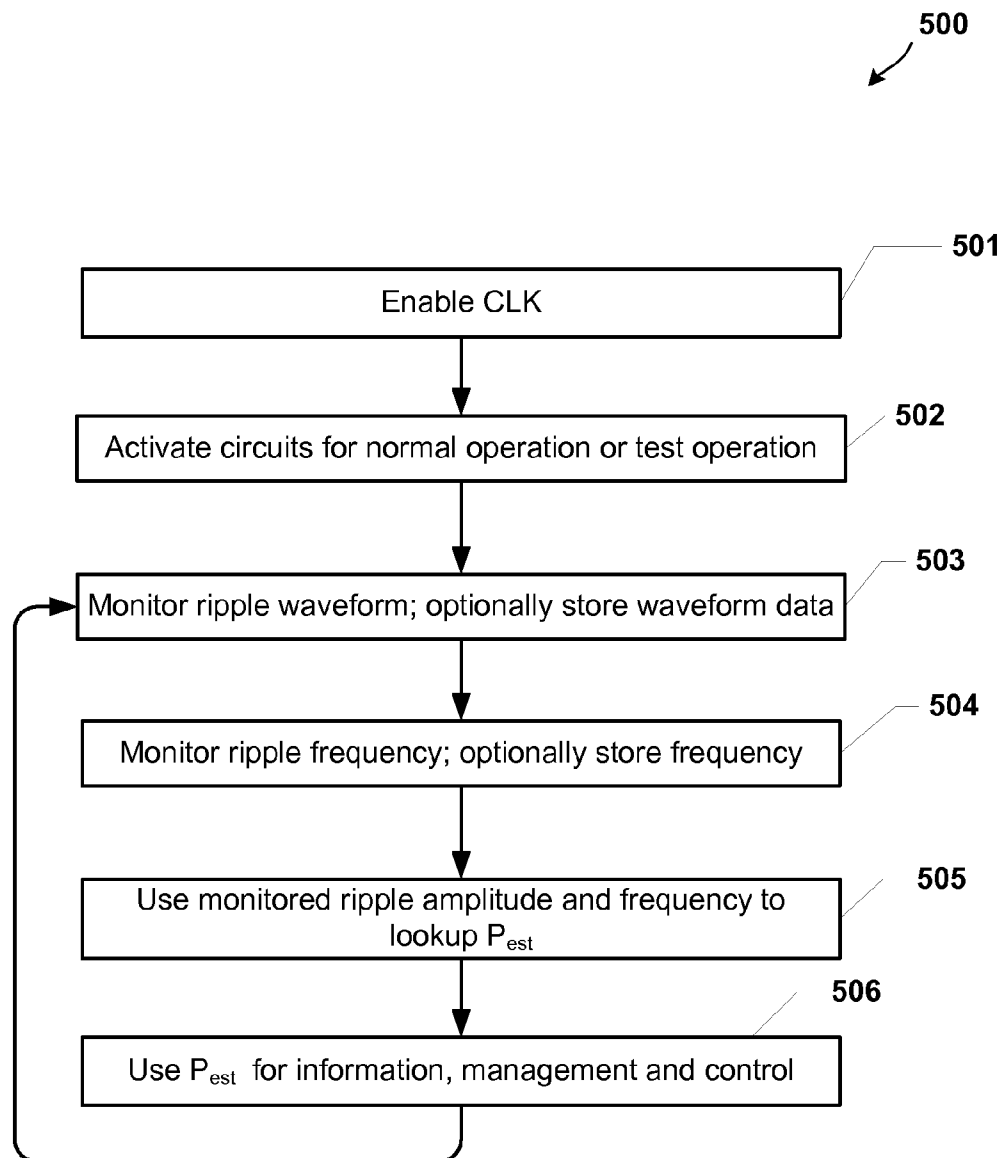 500
501
Enable CLK
502
Activate circuits for normal operation or test operation
503
Monitor ripple waveform; optionally store waveform data
504
Monitor ripple frequency; optionally store frequency
505
Use monitored ripple amplitude and frequency to
lookup Pest
506
Use Pest for information, management and control